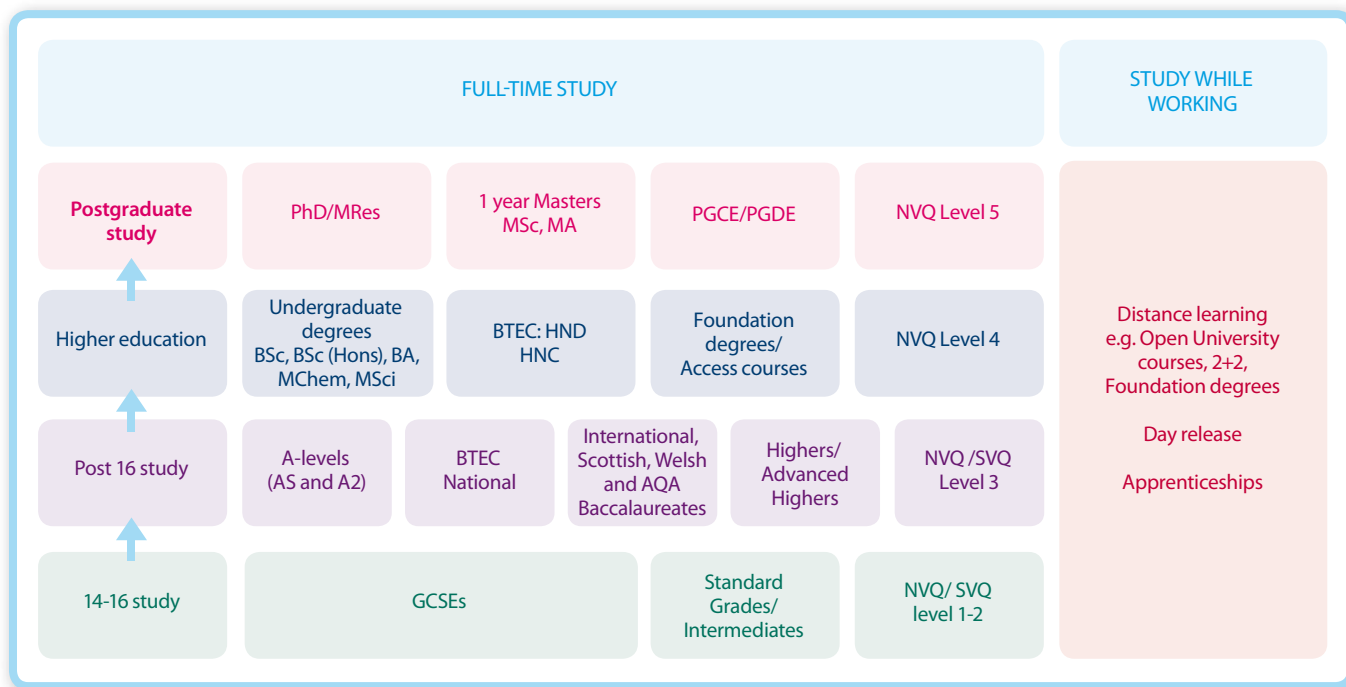 FULL-TIME STUDY
STUDY WHILE
WORKING
Postgraduate
study
PhD/MRes
1 year Masters
MSc, MA
PGCE/PGDE
NVQ Level 5
Higher education
Undergraduate
degrees
BSc, BSc (Hons), BA,
MChem, MSci
BTEC: HND
HNC
Foundation
degrees/
Access courses
NVQ Level 4
Post 16 study
A-levels
(AS and A2)
BTEC
National
International,
Scottish, Welsh
and AQA
Baccalaureates
Highers/
Advanced
Highers
NVQ /SVQ
Level 3
14-16 study
GCSEs
Standard
Grades/
Intermediates
NVQ/ SVQ
level 1-2
Distance learning
e.g. Open University
courses, 2+2,
Foundation degrees
Day release
Apprenticeships